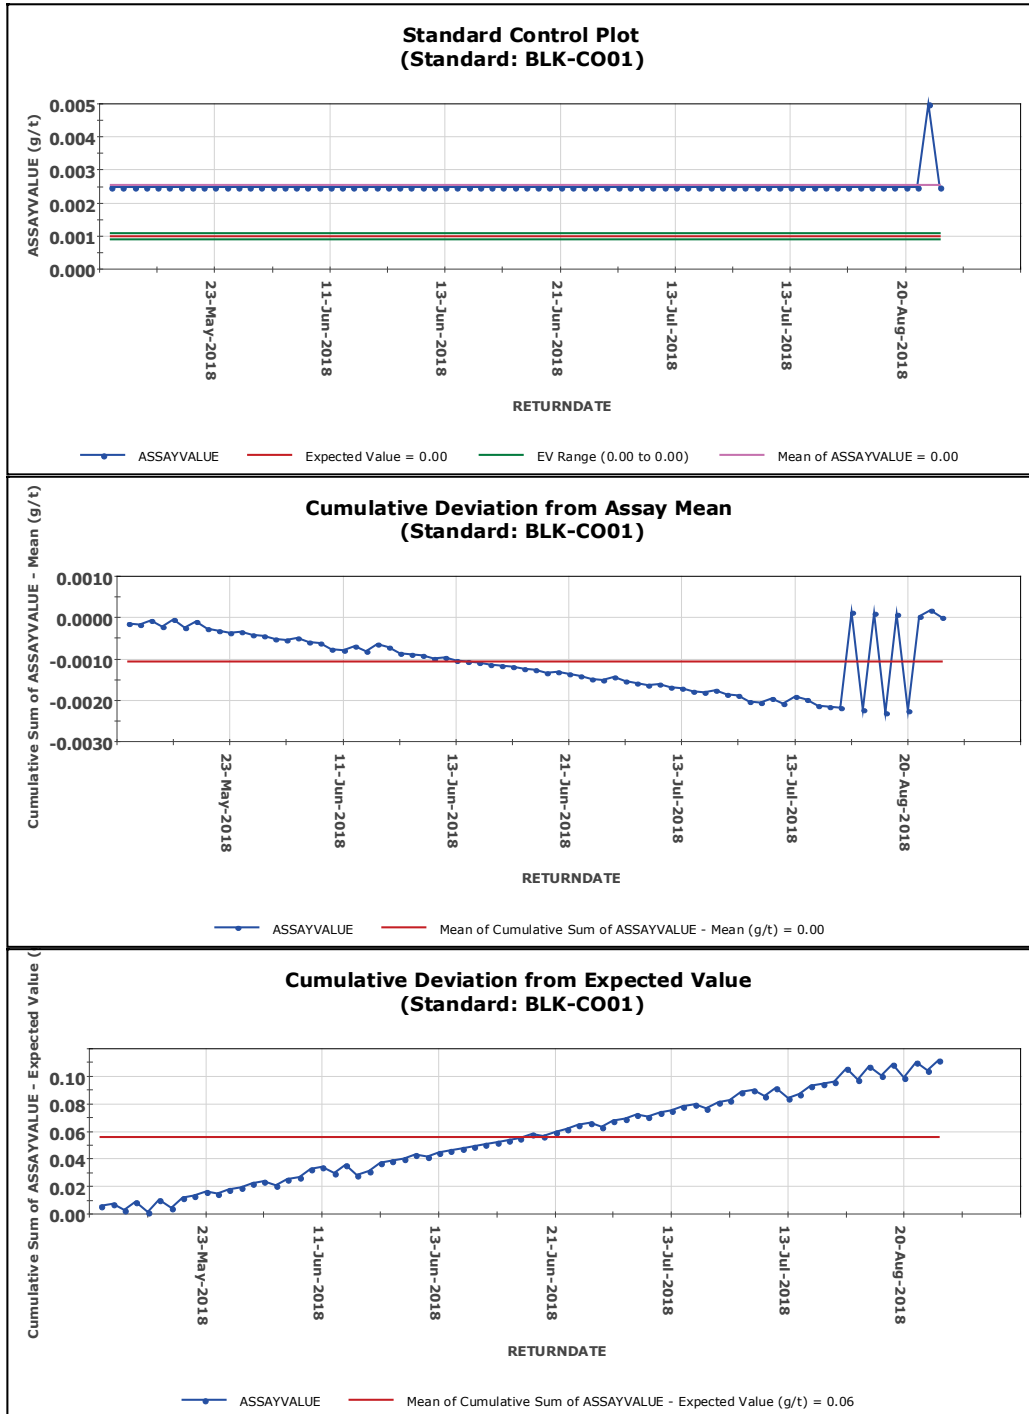 Standard Control Plot
(Standard: BLK-CO01)
ASSAYVALUE (g/t)
0.005
0.004
0.003
0.002
0.001
0.000
23-May-2018
11-Jun-2018
13-Jun-2018
21-Jun-2018
13-Jul-2018
13-Jul-2018
20-Aug-2018
RETURNDATE
ASSAYVALUE
Expected Value = 0.00
EV Range (0.00 to 0.00)
Mean of ASSAYVALUE = 0.00
Cumulative Deviation from Assay Mean
(Standard: BLK-CO01)
Cumulative Sum of ASSAYVALUE - Mean (g/t)
0.0010
0.0000
-0.0010
-0.0020
-0.0030
23-May-2018
11-Jun-2018
13-Jun-2018
21-Jun-2018
13-Jul-2018
13-Jul-2018
20-Aug-2018
RETURNDATE
ASSAYVALUE
Mean of Cumulative Sum of ASSAYVALUE - Mean (g/t) = 0.00
Cumulative Deviation from Expected Value
(Standard: BLK-CO01)
Cumulative Sum of ASSAYVALUE - Expected Value (
0.10
0.08
0.06
0.04
0.02
0.00
23-May-2018
11-Jun-2018
13-Jun-2018
21-Jun-2018
13-Jul-2018
13-Jul-2018
20-Aug-2018
RETURNDATE
ASSAYVALUE
Mean of Cumulative Sum of ASSAYVALUE - Expected Value (g/t) = 0.06